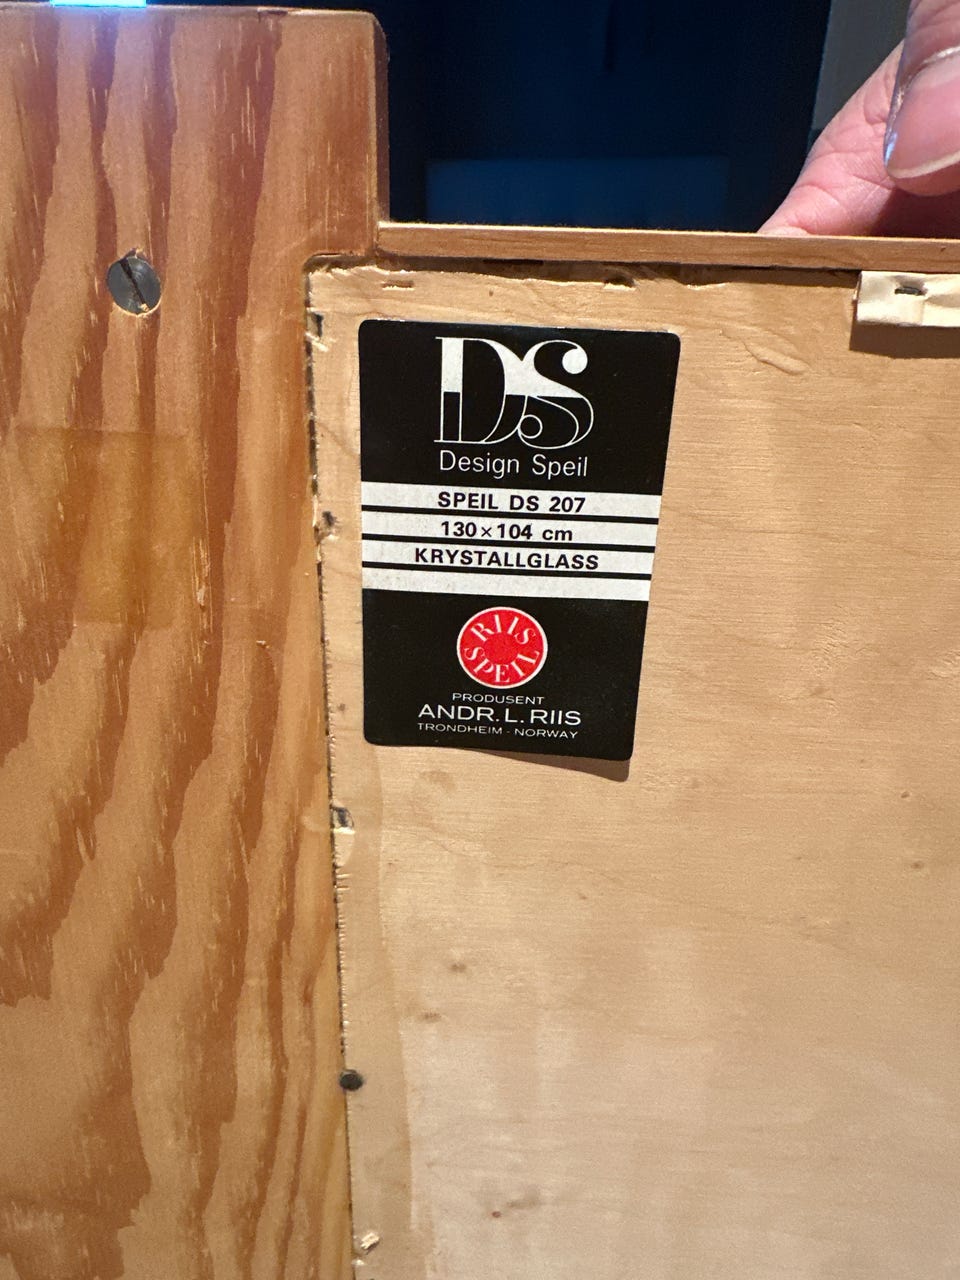 DS
Design Speil
SPEIL DS 207
130×104 cm
KRYSTALLGLASS
RIIS
SPEIL
PRODUSENT
ANDR. L. RIIS
TRONDHEIM - NORWAY